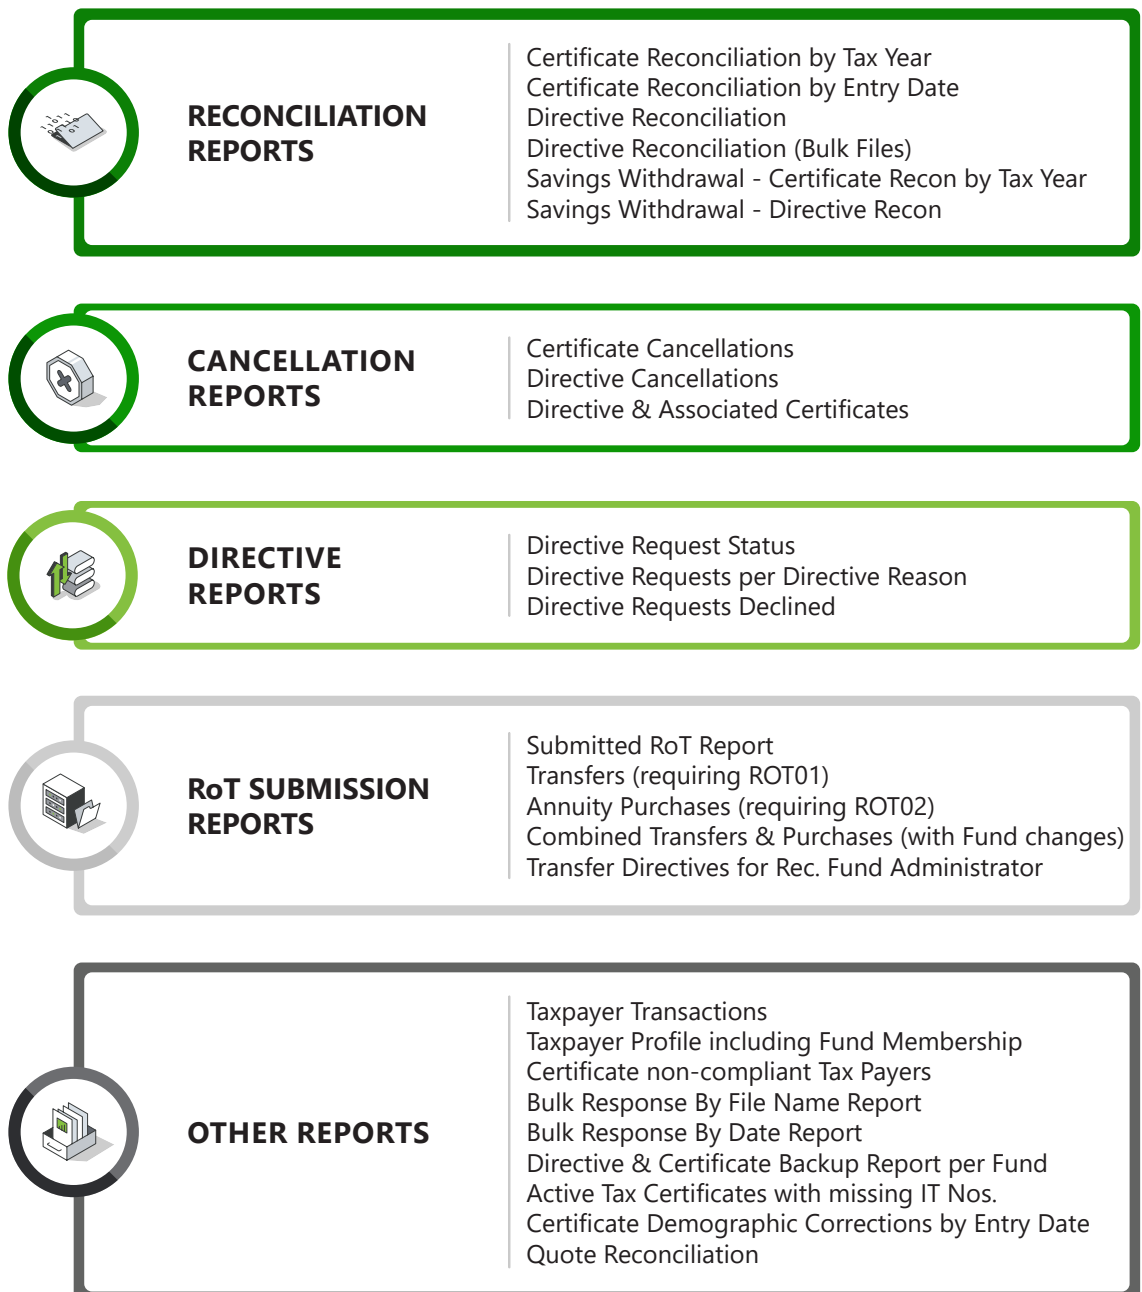 RECONCILIATION
REPORTS
Certificate Reconciliation by Tax Year
Certificate Reconciliation by Entry Date
Directive Reconciliation
Directive Reconciliation (Bulk Files)
Savings Withdrawal - Certificate Recon by Tax Year
Savings Withdrawal - Directive Recon
CANCELLATION
REPORTS
Certificate Cancellations
Directive Cancellations
Directive & Associated Certificates
DIRECTIVE
REPORTS
Directive Request Status
Directive Requests per Directive Reason
Directive Requests Declined
RoT SUBMISSION
REPORTS
Submitted RoT Report
Transfers (requiring ROT01)
Annuity Purchases (requiring ROT02)
Combined Transfers & Purchases (with Fund changes)
Transfer Directives for Rec. Fund Administrator
OTHER REPORTS
Taxpayer Transactions
Taxpayer Profile including Fund Membership
Certificate non-compliant Tax Payers
Bulk Response By File Name Report
Bulk Response By Date Report
Directive & Certificate Backup Report per Fund
Active Tax Certificates with missing IT Nos.
Certificate Demographic Corrections by Entry Date
Quote Reconciliation